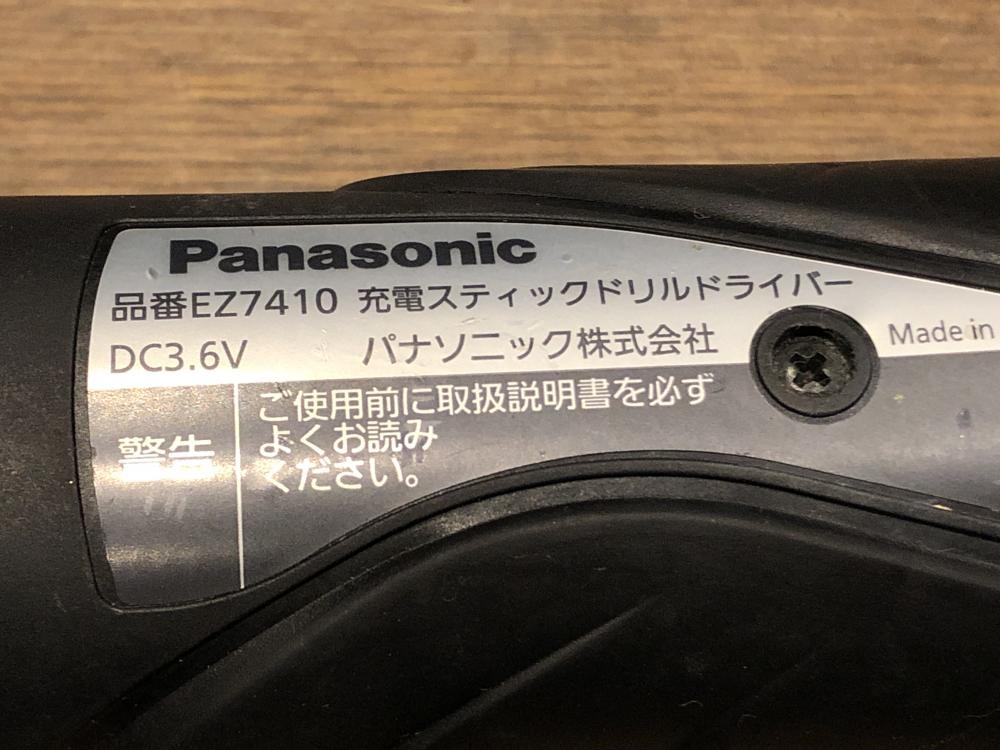 Panasonic
品番EZ7410 充電スティックドリルドライバー
DC3.6V パナソニック株式会社
Made in
警告
ご使用前に取扱説明書を必ず
よくお読み
ください。